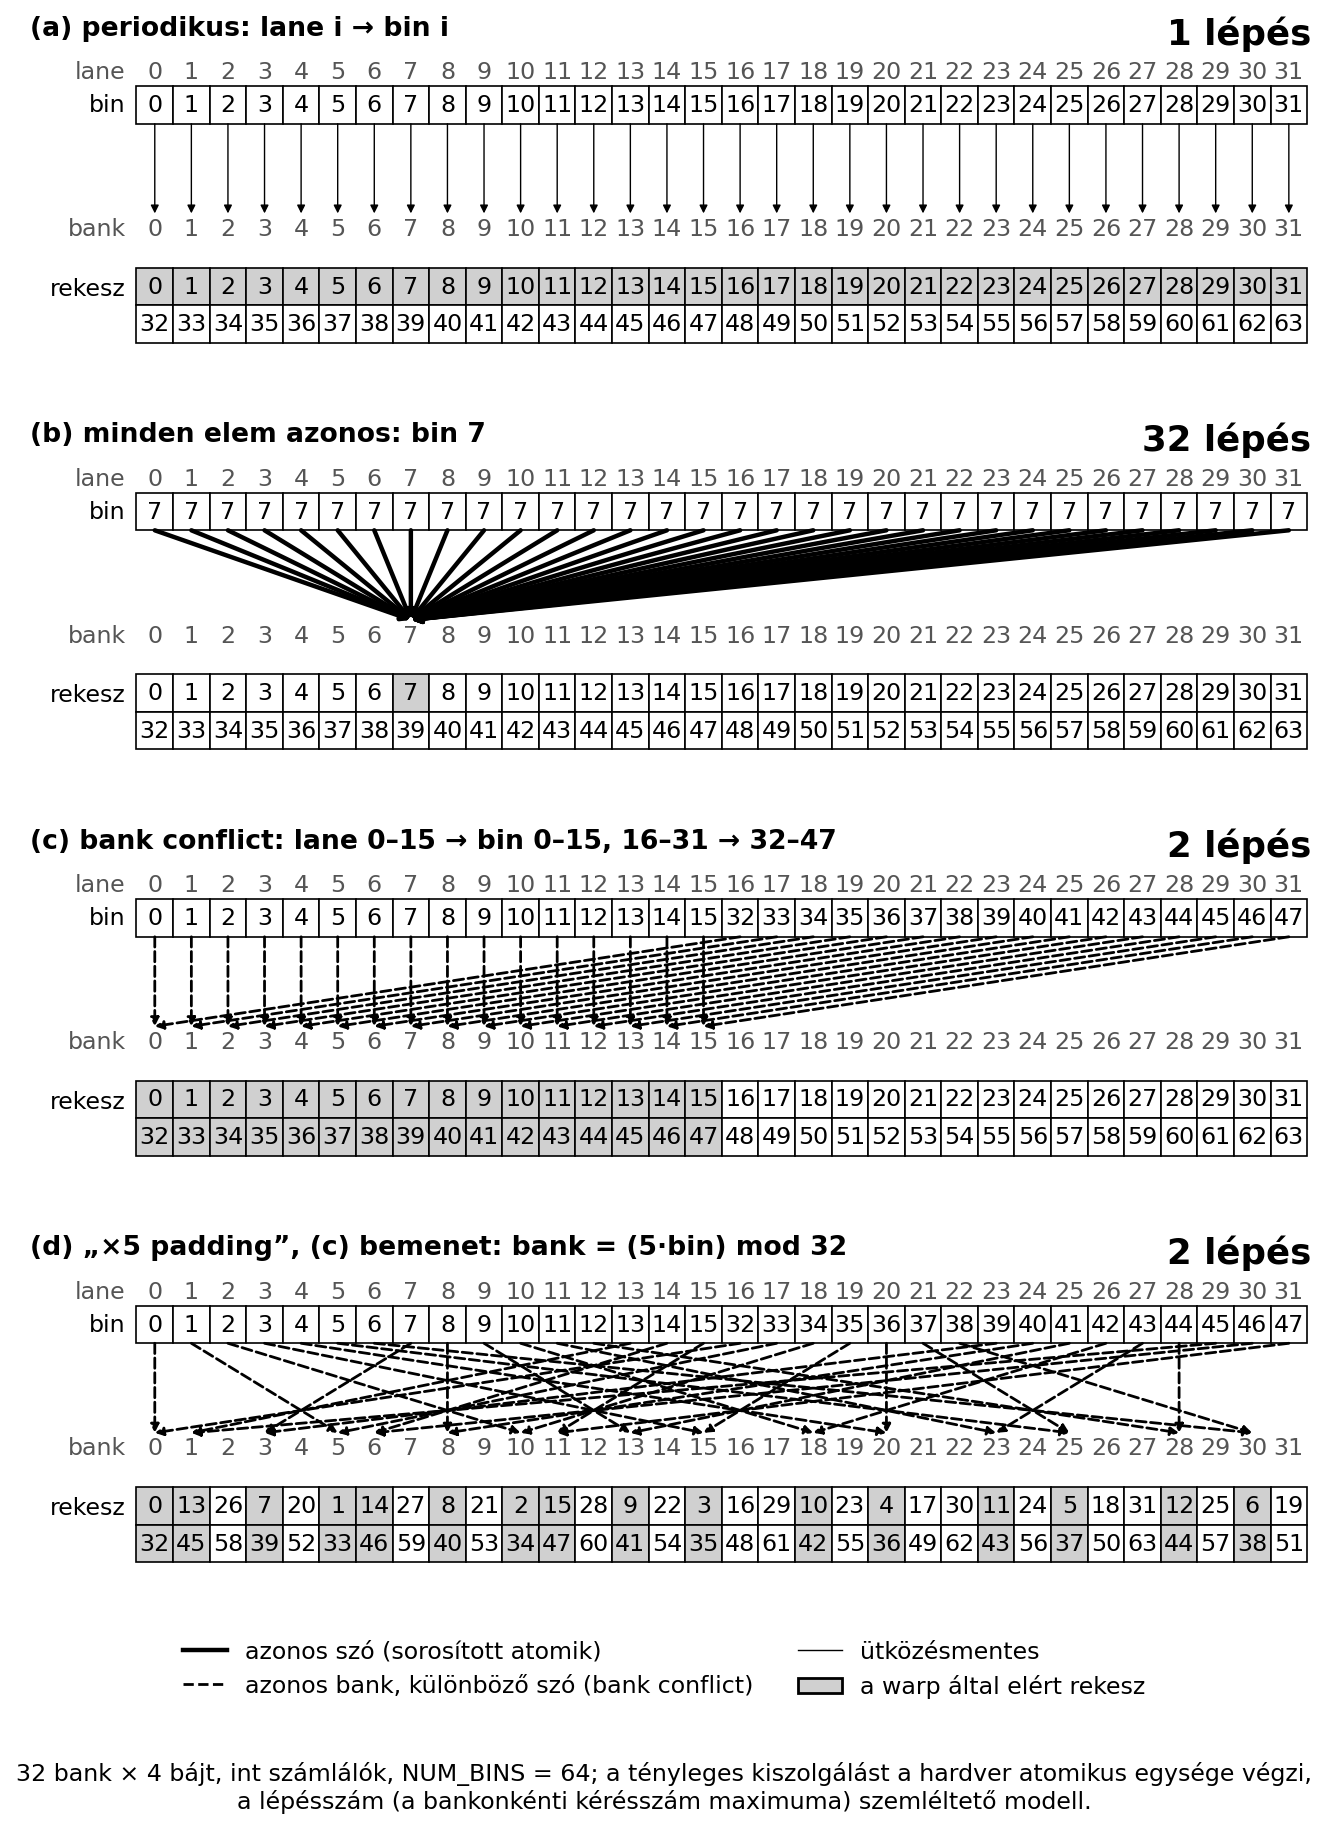 (a) periodikus: lane i → bin i 1 lépés
lane 0 1 2 3 4 5 6 7 8 9 10 11 12 13 14 15 16 17 18 19 20 21 22 23 24 25 26 27 28 29 30 31
bin 0 1 2 3 4 5 6 7 8 9 10 11 12 13 14 15 16 17 18 19 20 21 22 23 24 25 26 27 28 29 30 31
bank 0 1 2 3 4 5 6 7 8 9 10 11 12 13 14 15 16 17 18 19 20 21 22 23 24 25 26 27 28 29 30 31
rekesz 0 1 2 3 4 5 6 7 8 9 10 11 12 13 14 15 16 17 18 19 20 21 22 23 24 25 26 27 28 29 30 31
32 33 34 35 36 37 38 39 40 41 42 43 44 45 46 47 48 49 50 51 52 53 54 55 56 57 58 59 60 61 62 63
(b) minden elem azonos: bin 7 32 lépés
lane 0 1 2 3 4 5 6 7 8 9 10 11 12 13 14 15 16 17 18 19 20 21 22 23 24 25 26 27 28 29 30 31
bin 7 7 7 7 7 7 7 7 7 7 7 7 7 7 7 7 7 7 7 7 7 7 7 7 7 7 7 7 7 7 7 7
bank 0 1 2 3 4 5 6 7 8 9 10 11 12 13 14 15 16 17 18 19 20 21 22 23 24 25 26 27 28 29 30 31
rekesz 0 1 2 3 4 5 6 7 8 9 10 11 12 13 14 15 16 17 18 19 20 21 22 23 24 25 26 27 28 29 30 31
32 33 34 35 36 37 38 39 40 41 42 43 44 45 46 47 48 49 50 51 52 53 54 55 56 57 58 59 60 61 62 63
(c) bank conflict: lane 0–15 → bin 0–15, 16–31 → 32–47 2 lépés
lane 0 1 2 3 4 5 6 7 8 9 10 11 12 13 14 15 16 17 18 19 20 21 22 23 24 25 26 27 28 29 30 31
bin 0 1 2 3 4 5 6 7 8 9 10 11 12 13 14 15 32 33 34 35 36 37 38 39 40 41 42 43 44 45 46 47
bank 0 1 2 3 4 5 6 7 8 9 10 11 12 13 14 15 16 17 18 19 20 21 22 23 24 25 26 27 28 29 30 31
rekesz 0 1 2 3 4 5 6 7 8 9 10 11 12 13 14 15 16 17 18 19 20 21 22 23 24 25 26 27 28 29 30 31
32 33 34 35 36 37 38 39 40 41 42 43 44 45 46 47 48 49 50 51 52 53 54 55 56 57 58 59 60 61 62 63
(d) „×5 padding”, (c) bemenet: bank = (5·bin) mod 32 2 lépés
lane 0 1 2 3 4 5 6 7 8 9 10 11 12 13 14 15 16 17 18 19 20 21 22 23 24 25 26 27 28 29 30 31
bin 0 1 2 3 4 5 6 7 8 9 10 11 12 13 14 15 32 33 34 35 36 37 38 39 40 41 42 43 44 45 46 47
bank 0 1 2 3 4 5 6 7 8 9 10 11 12 13 14 15 16 17 18 19 20 21 22 23 24 25 26 27 28 29 30 31
rekesz 0 13 26 7 20 1 14 27 8 21 2 15 28 9 22 3 16 29 10 23 4 17 30 11 24 5 18 31 12 25 6 19
32 45 58 39 52 33 46 59 40 53 34 47 60 41 54 35 48 61 42 55 36 49 62 43 56 37 50 63 44 57 38 51
azonos szó (sorosított atomik) ütközésmentes
azonos bank, különböző szó (bank conflict) a warp által elért rekesz
32 bank × 4 bájt, int számlálók, NUM_BINS = 64; a tényleges kiszolgálást a hardver atomikus egysége végzi,
a lépésszám (a bankonkénti kérésszám maximuma) szemléltető modell.